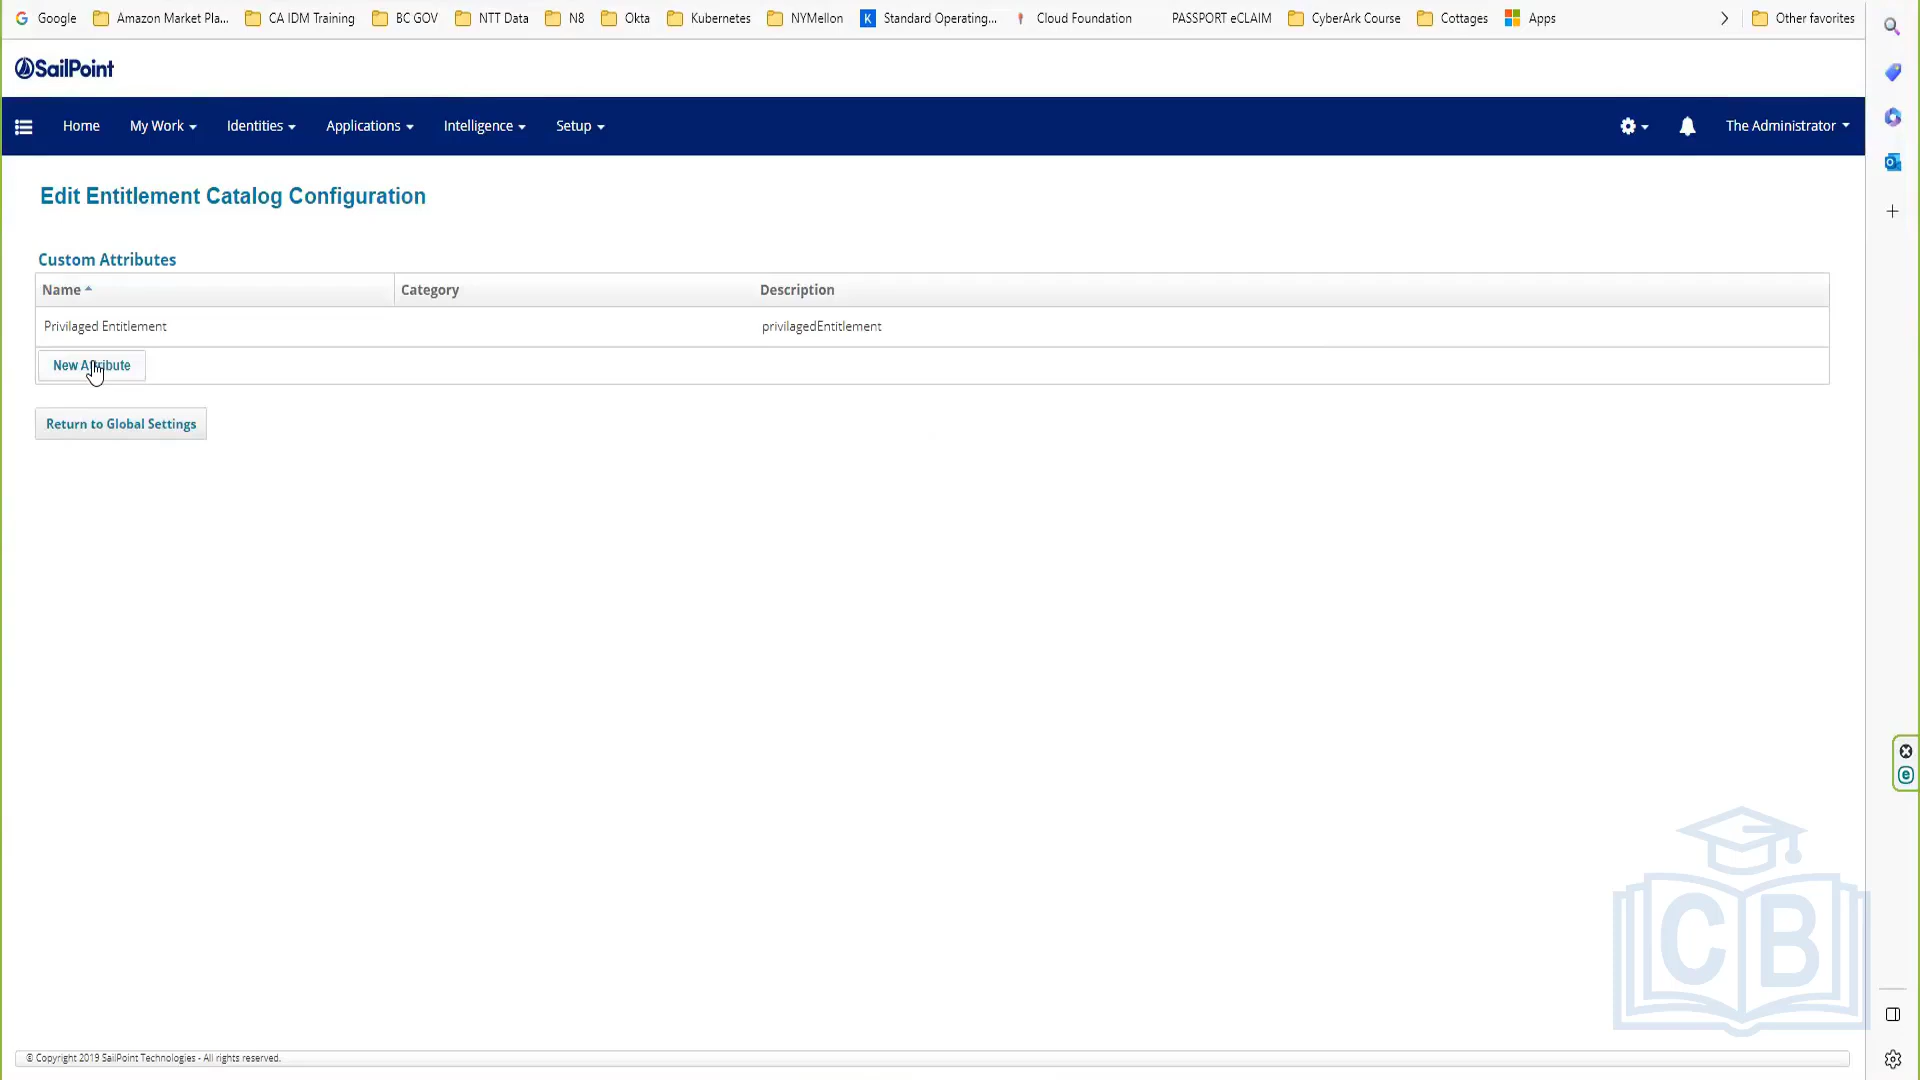 Google Amazon Market Pla... CA IDM Training BC GOV NTT Data N8 Okta Kubernetes NYMellon K Standard Operating... Cloud Foundation PASSPORT eCLAIM CyberArk Course Cottages Apps Other favorites
SailPoint
Home My Work Identities Applications Intelligence Setup The Administrator
Edit Entitlement Catalog Configuration
Custom Attributes
Name Category Description
Privilaged Entitlement privilagedEntitlement
New Attribute
Return to Global Settings
CB
© Copyright 2019 SailPoint Technologies - All rights reserved.